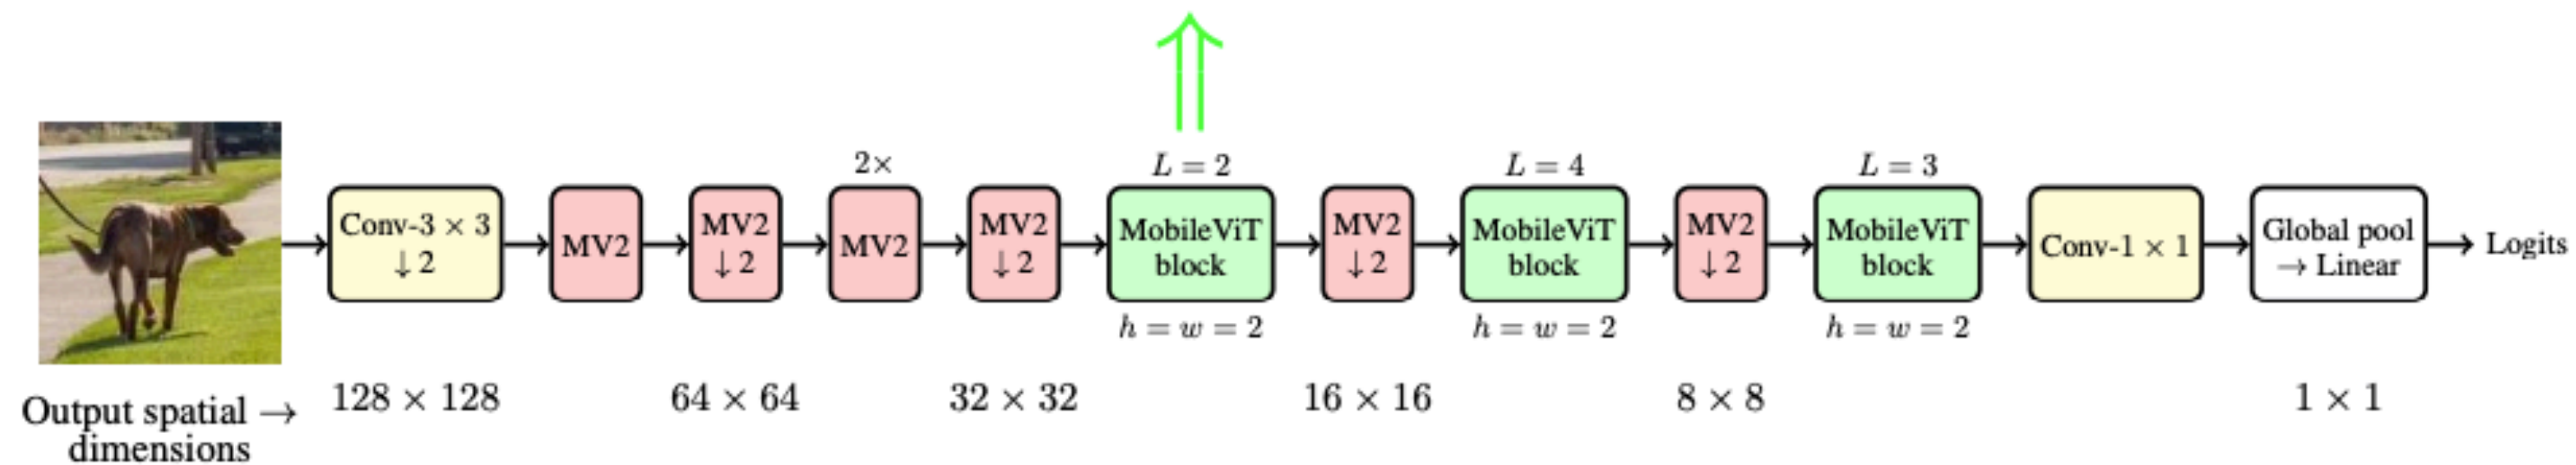 2×
L = 2
L = 4
L = 3
Conv-3 × 3
↓ 2
MV2
MV2
↓ 2
MV2
MV2
↓ 2
MobileViT
block
MV2
↓ 2
MobileViT
block
MV2
↓ 2
MobileViT
block
Conv-1 × 1
Global pool
→ Linear
Logits
h = w = 2
h = w = 2
h = w = 2
Output spatial →
dimensions
128 × 128
64 × 64
32 × 32
16 × 16
8 × 8
1 × 1